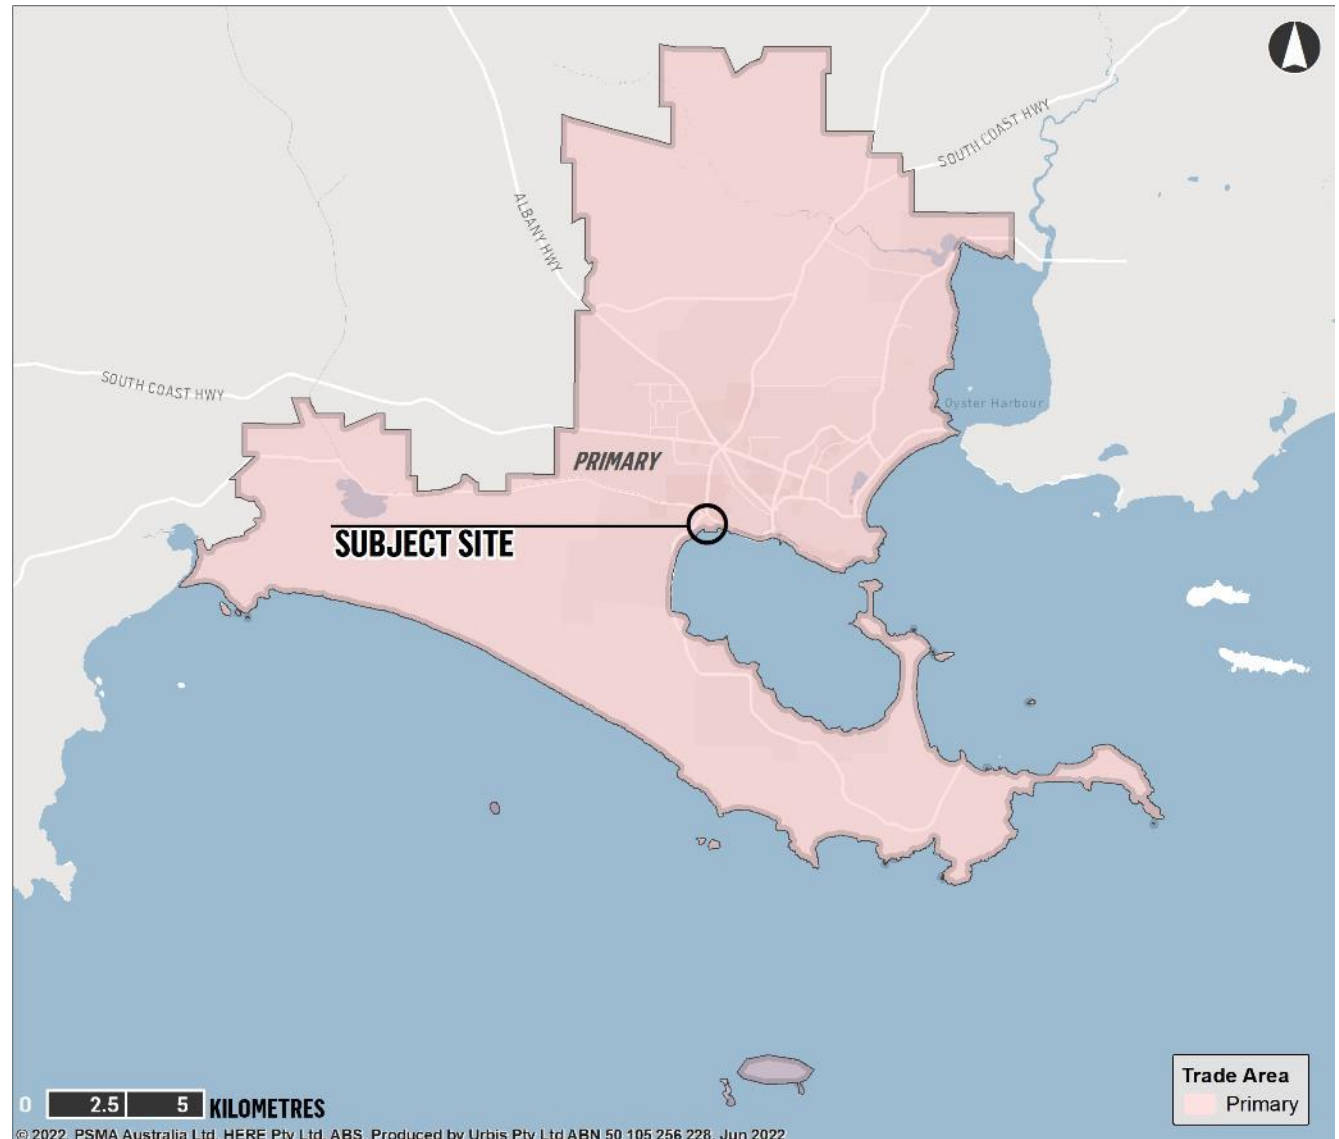 SOUTH COAST HWY
ALBANY HWY
SOUTH COAST HWY
Oyster Harbour
PRIMARY
SUBJECT SITE
Trade Area
Primary
0 2.5 5 KILOMETRES
© 2022. PSMA Australia Ltd, HERE Pty Ltd, ABS. Produced by Urbis Pty Ltd ABN 50 105 256 228, Jun 2022